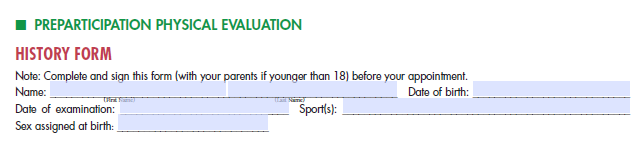 PREPARTICIPATION PHYSICAL EVALUATION
HISTORY FORM
Note: Complete and sign this form (with your parents if younger than 18) before your appointment.
Name: Date of birth:
(First Name) (Last Name)
Date of examination: Sport(s):
Sex assigned at birth: